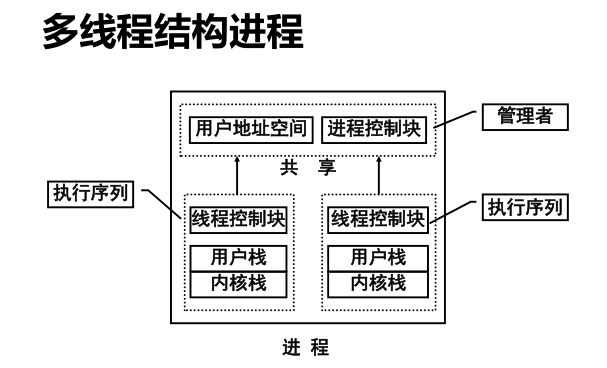 多线程结构进程
管理者
用户地址空间 进程控制块
共 享
执行序列
执行序列
线程控制块 线程控制块
用户栈 用户栈
内核栈 内核栈
进 程